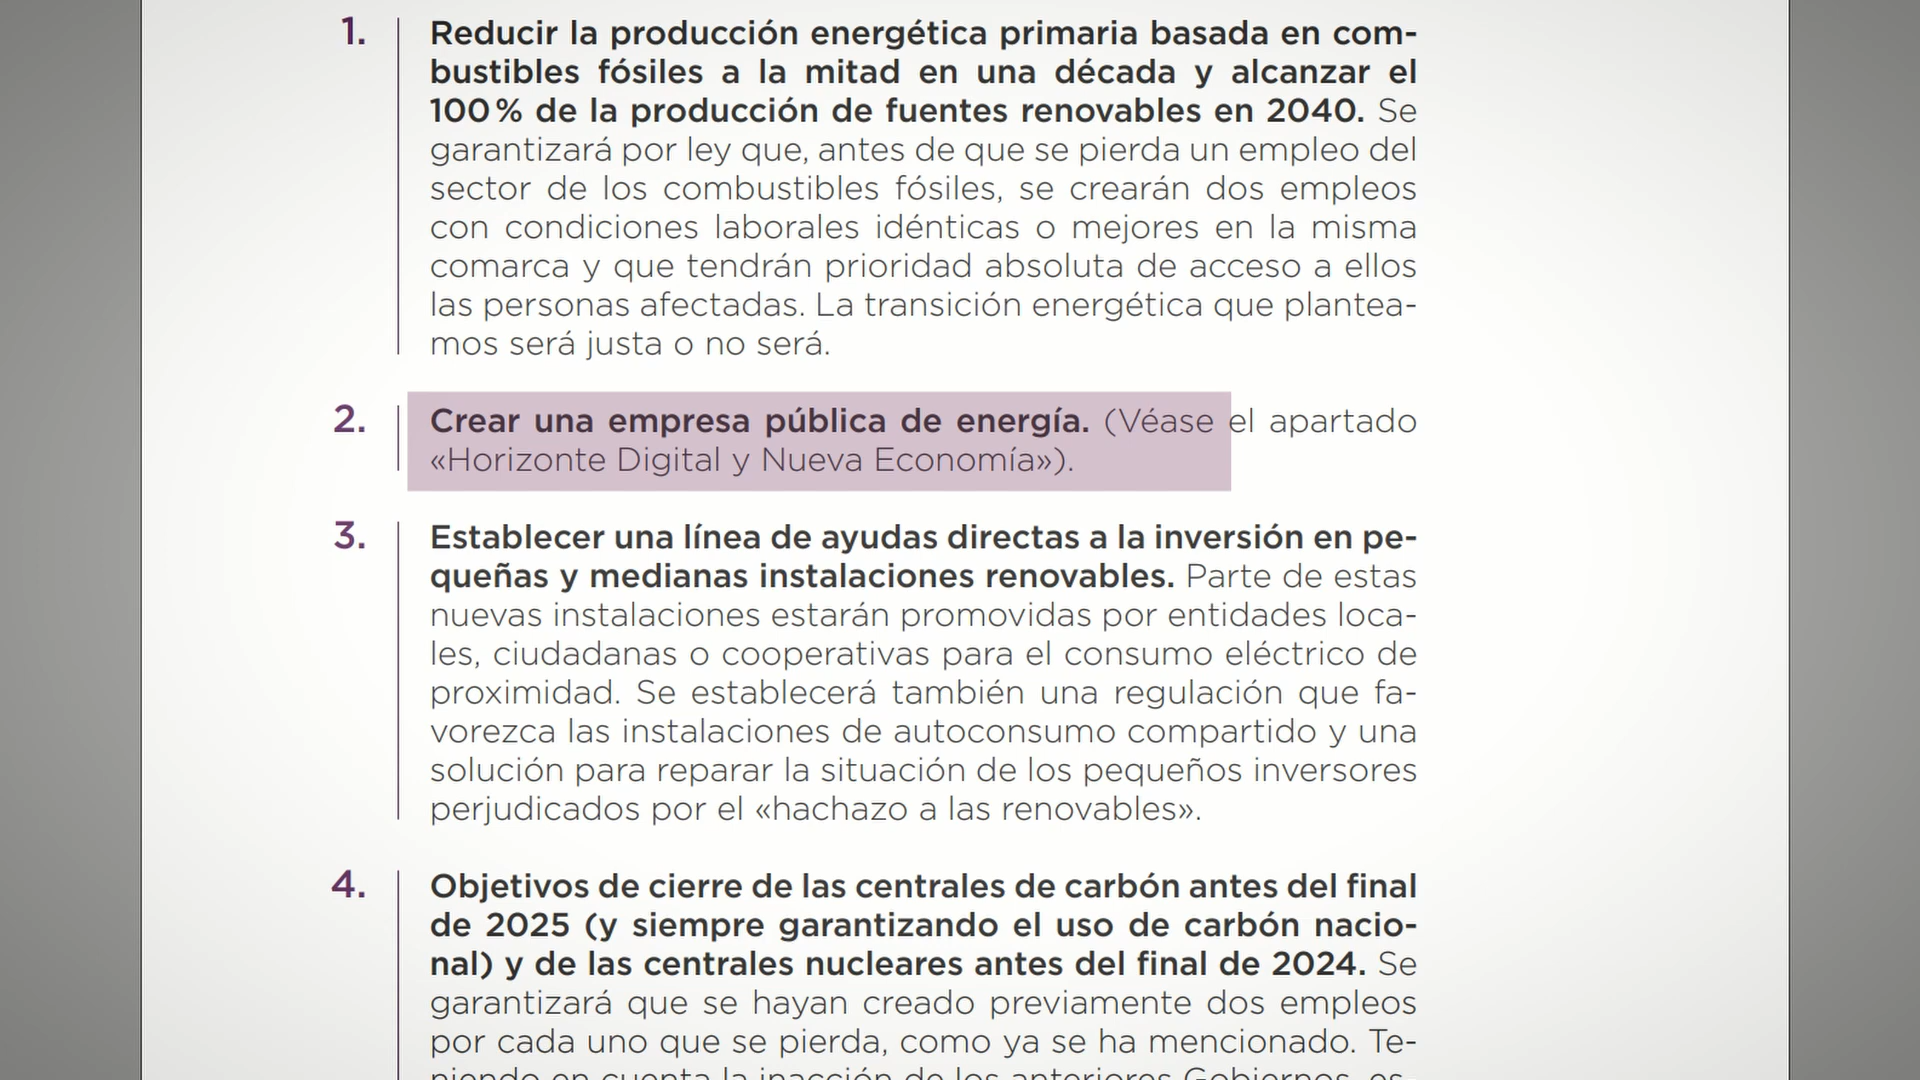 1. Reducir la producción energética primaria basada en com-
bustibles fósiles a la mitad en una década y alcanzar el
100 % de la producción de fuentes renovables en 2040. Se
garantizará por ley que, antes de que se pierda un empleo del
sector de los combustibles fósiles, se crearán dos empleos
con condiciones laborales idénticas o mejores en la misma
comarca y que tendrán prioridad absoluta de acceso a ellos
las personas afectadas. La transición energética que plantea-
mos será justa o no será.
2. Crear una empresa pública de energía. (Véase el apartado
«Horizonte Digital y Nueva Economía»).
3. Establecer una línea de ayudas directas a la inversión en pe-
queñas y medianas instalaciones renovables. Parte de estas
nuevas instalaciones estarán promovidas por entidades loca-
les, ciudadanas o cooperativas para el consumo eléctrico de
proximidad. Se establecerá también una regulación que fa-
vorezca las instalaciones de autoconsumo compartido y una
solución para reparar la situación de los pequeños inversores
perjudicados por el «hachazo a las renovables».
4. Objetivos de cierre de las centrales de carbón antes del final
de 2025 (y siempre garantizando el uso de carbón nacio-
nal) y de las centrales nucleares antes del final de 2024. Se
garantizará que se hayan creado previamente dos empleos
por cada uno que se pierda, como ya se ha mencionado. Te-
niendo en cuenta la inacción de los anteriores Gobiernos, es-